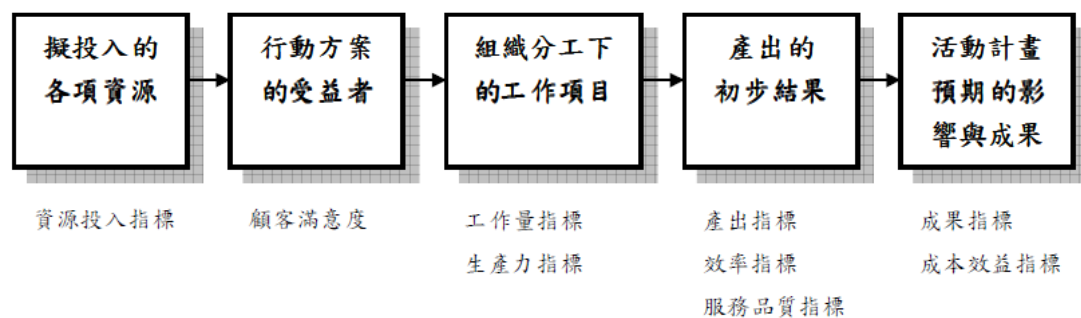 擬投入的
各項資源
行動方案
的受益者
組織分工下
的工作項目
產出的
初步結果
活動計畫
預期的影
響與成果
資源投入指標
顧客滿意度
工作量指標
生產力指標
產出指標
效率指標
服務品質指標
成果指標
成本效益指標